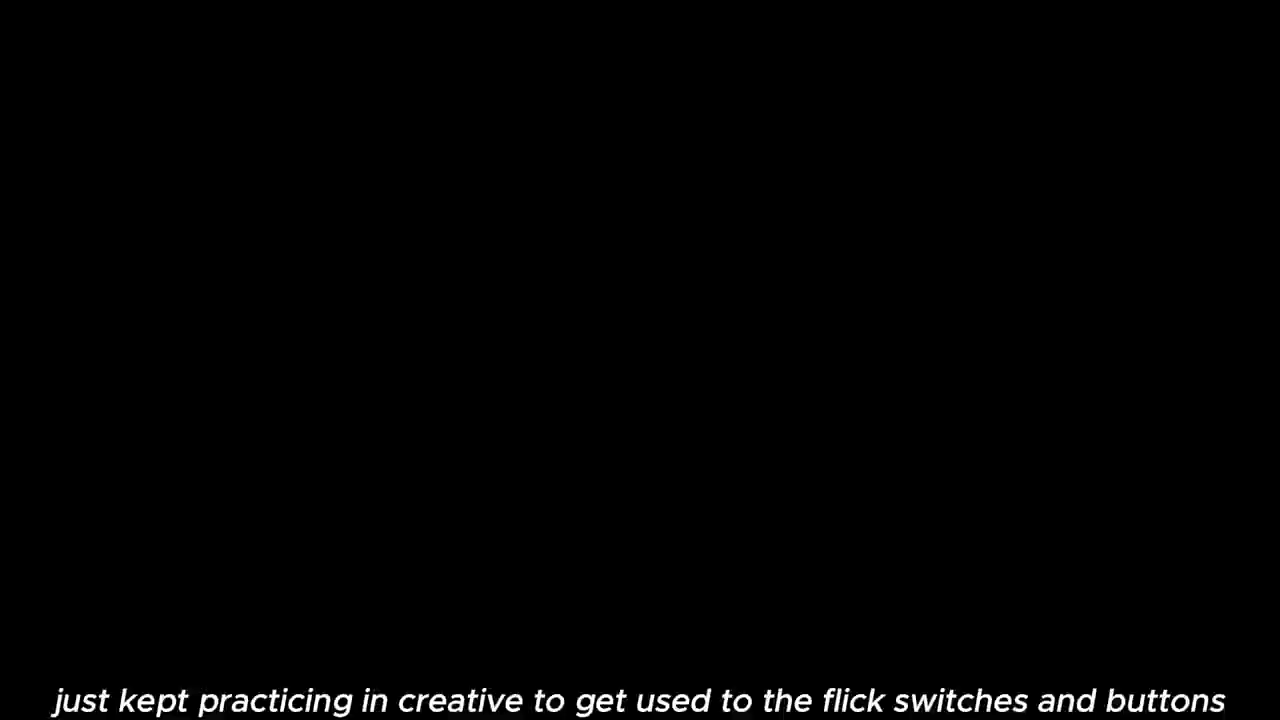 just kept practicing in creative to get used to the flick switches and buttons